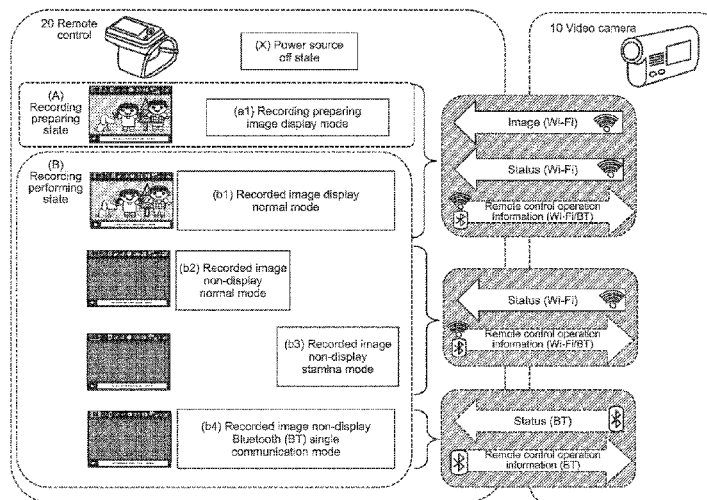 20 Remote
control
(X) Power source
off state
10 Video camera
(A)
Recording
preparing
state
(a1) Recording preparing
image display mode
Image (Wi-Fi)
Status (Wi-Fi)
Remote control operation
Information (Wi-Fi/BT)
(B)
Recording
performing
state
(b1) Recorded image display
normal mode
(b2) Recorded image
non-display
normal mode
Status (Wi-Fi)
Remote control operation
information (Wi-Fi/BT)
(b3) Recorded image
non-display
stamina mode
(b4) Recorded image non-display
Bluetooth (BT) single
communication mode
Status (BT)
Remote control operation
information (BT)